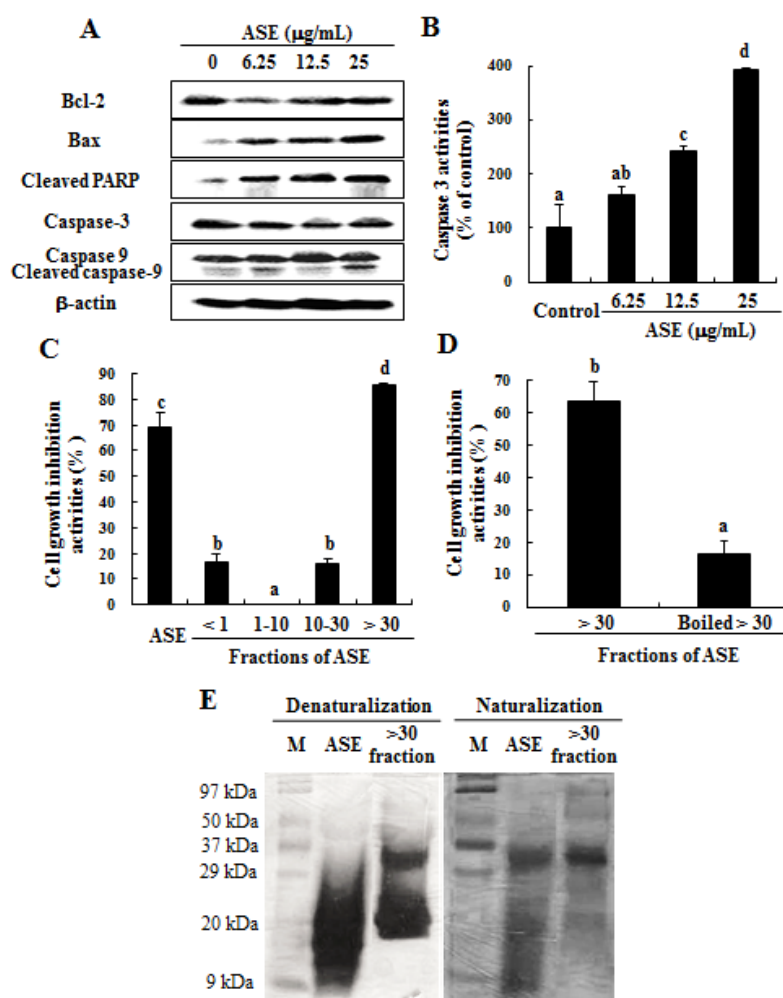 A
ASE (μg/mL)
0 6.25 12.5 25
Bcl-2
Bax
Cleaved PARP
Caspase-3
Caspase 9
Cleaved caspase-9
β-actin
B
Caspase 3 activities
(% of control)
400
300
200
100
0
a
ab
c
d
Control 6.25 12.5 25
ASE (μg/mL)
C
Cell growth inhibition
activities (% )
90
80
70
60
50
40
30
20
10
0
c
b
a
b
d
ASE < 1 1-10 10-30 > 30
Fractions of ASE
D
Cell growth inhibition
activities (%)
70
60
50
40
30
20
10
0
b
a
> 30 Boiled > 30
Fractions of ASE
E
Denaturalization
M ASE >30
fraction
Naturalization
M ASE >30
fraction
97 kDa
50 kDa
37 kDa
29 kDa
20 kDa
9 kDa